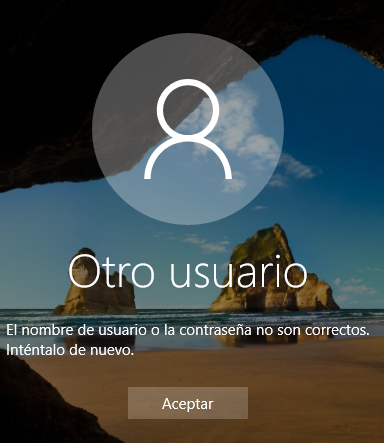 Otro usuario
El nombre de usuario o la contraseña no son correctos.
Inténtalo de nuevo.
Aceptar